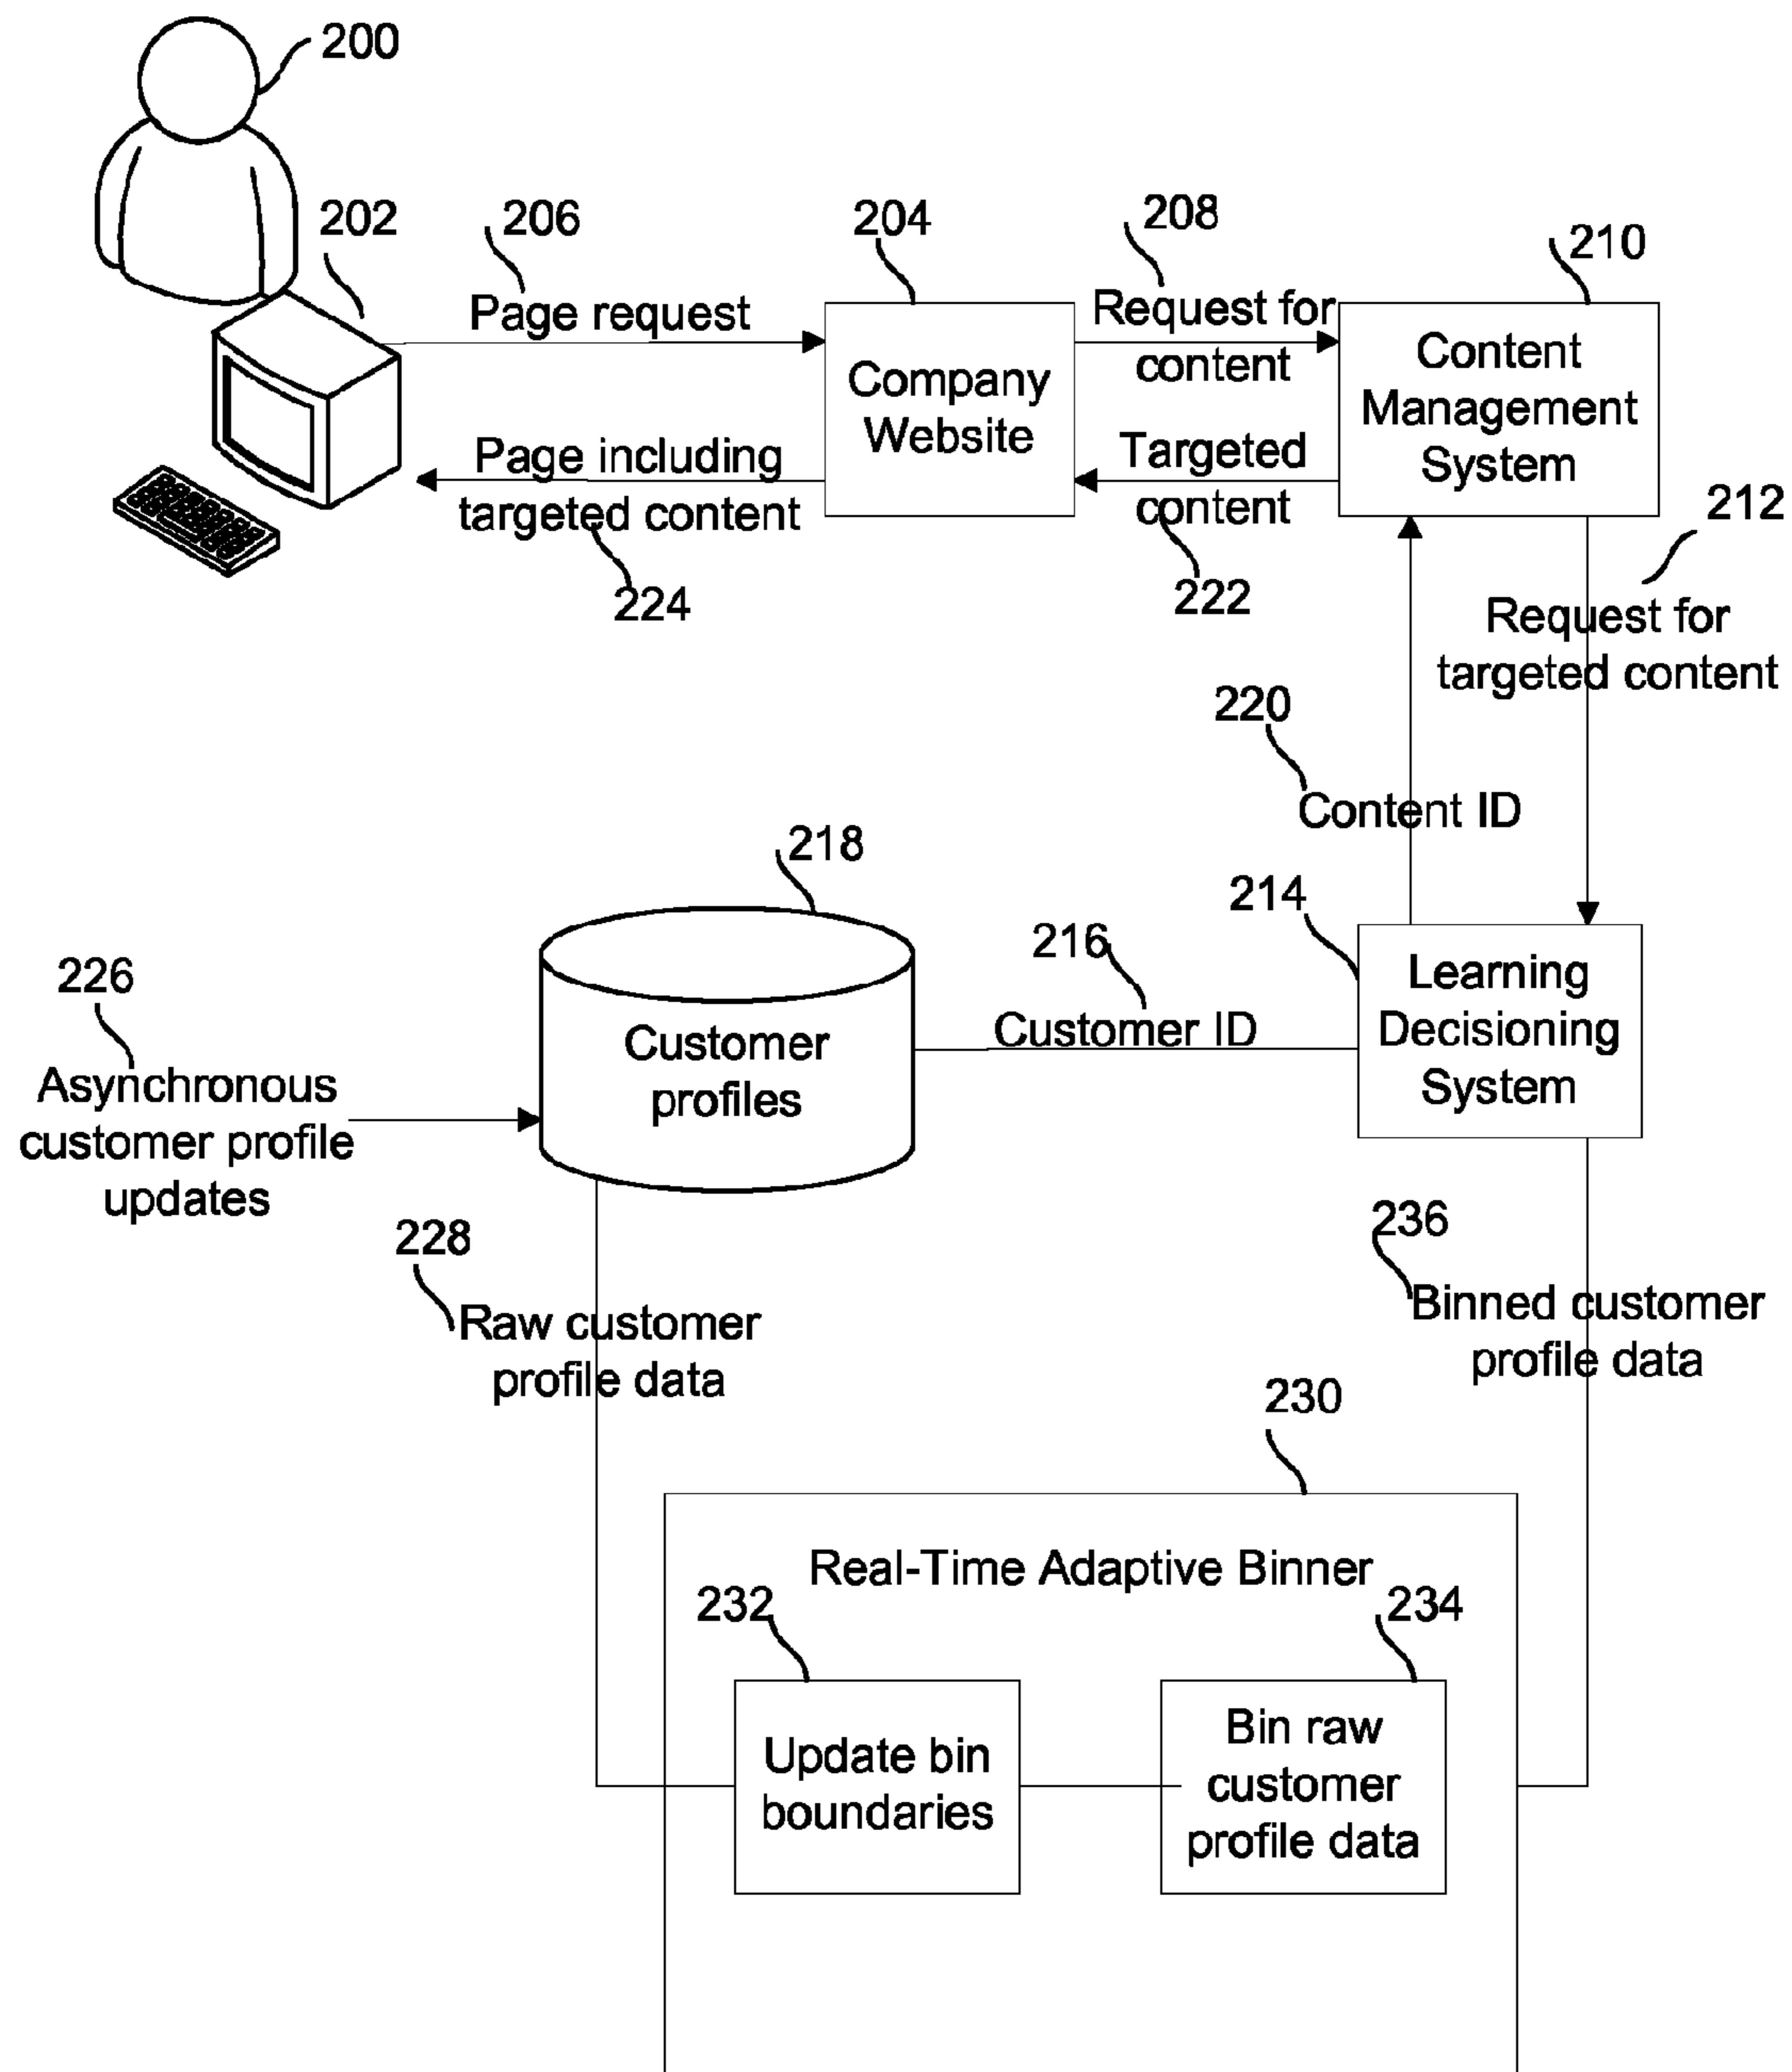 200
202
206
204
208
210
Page request
Request for
content
Company
Website
Content
Management
System
Page including
targeted content
Targeted
content
224
222
212
Request for
targeted content
220
Content ID
218
214
216
Customer ID
Learning
Decisioning
System
Customer
profiles
226
Asynchronous
customer profile
updates
228
Raw customer
profile data
236
Binned customer
profile data
230
Real-Time Adaptive Binner
232
234
Update bin
boundaries
Bin raw
customer
profile data